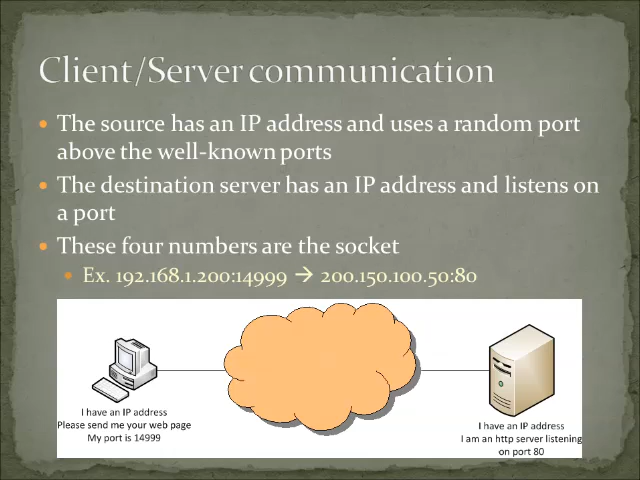 Client/Server communication
• The source has an IP address and uses a random port
above the well-known ports
• The destination server has an IP address and listens on
a port
• These four numbers are the socket
• Ex. 192.168.1.200:14999 → 200.150.100.50:80
I have an IP address
Please send me your web page
My port is 14999
I have an IP address
I am an http server listening
on port 80